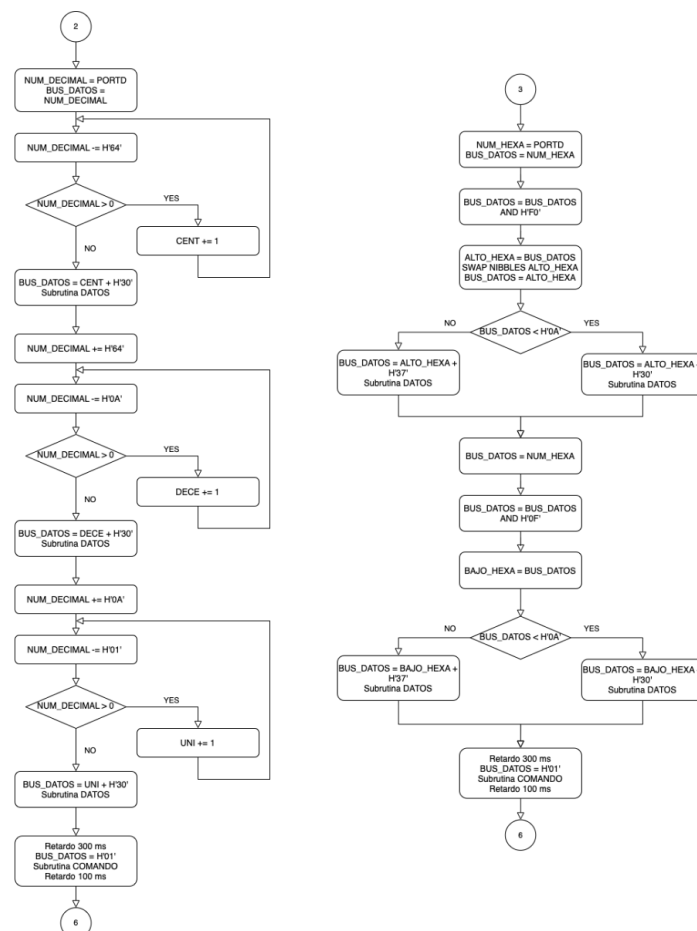 2
NUM_DECIMAL = PORTD
BUS_DATOS =
NUM_DECIMAL
NUM_DECIMAL -= H'64'
NUM_DECIMAL > 0
YES
CENT += 1
NO
BUS_DATOS = CENT + H'30'
Subrutina DATOS
NUM_DECIMAL += H'64'
NUM_DECIMAL -= H'0A'
NUM_DECIMAL > 0
YES
DECE += 1
NO
BUS_DATOS = DECE + H'30'
Subrutina DATOS
NUM_DECIMAL += H'0A'
NUM_DECIMAL -= H'01'
NUM_DECIMAL > 0
YES
UNI += 1
NO
BUS_DATOS = UNI + H'30'
Subrutina DATOS
Retardo 300 ms
BUS_DATOS = H'01'
Subrutina COMANDO
Retardo 100 ms
6
3
NUM_HEXA = PORTD
BUS_DATOS = NUM_HEXA
BUS_DATOS = BUS_DATOS
AND H'F0'
ALTO_HEXA = BUS_DATOS
SWAP NIBBLES ALTO_HEXA
BUS_DATOS = ALTO_HEXA
NO
BUS_DATOS < H'0A'
YES
BUS_DATOS = ALTO_HEXA +
H'37'
Subrutina DATOS
BUS_DATOS = ALTO_HEXA +
H'30'
Subrutina DATOS
BUS_DATOS = NUM_HEXA
BUS_DATOS = BUS_DATOS
AND H'0F'
BAJO_HEXA = BUS_DATOS
NO
BUS_DATOS < H'0A'
YES
BUS_DATOS = BAJO_HEXA +
H'37'
Subrutina DATOS
BUS_DATOS = BAJO_HEXA +
H'30'
Subrutina DATOS
Retardo 300 ms
BUS_DATOS = H'01'
Subrutina COMANDO
Retardo 100 ms
6